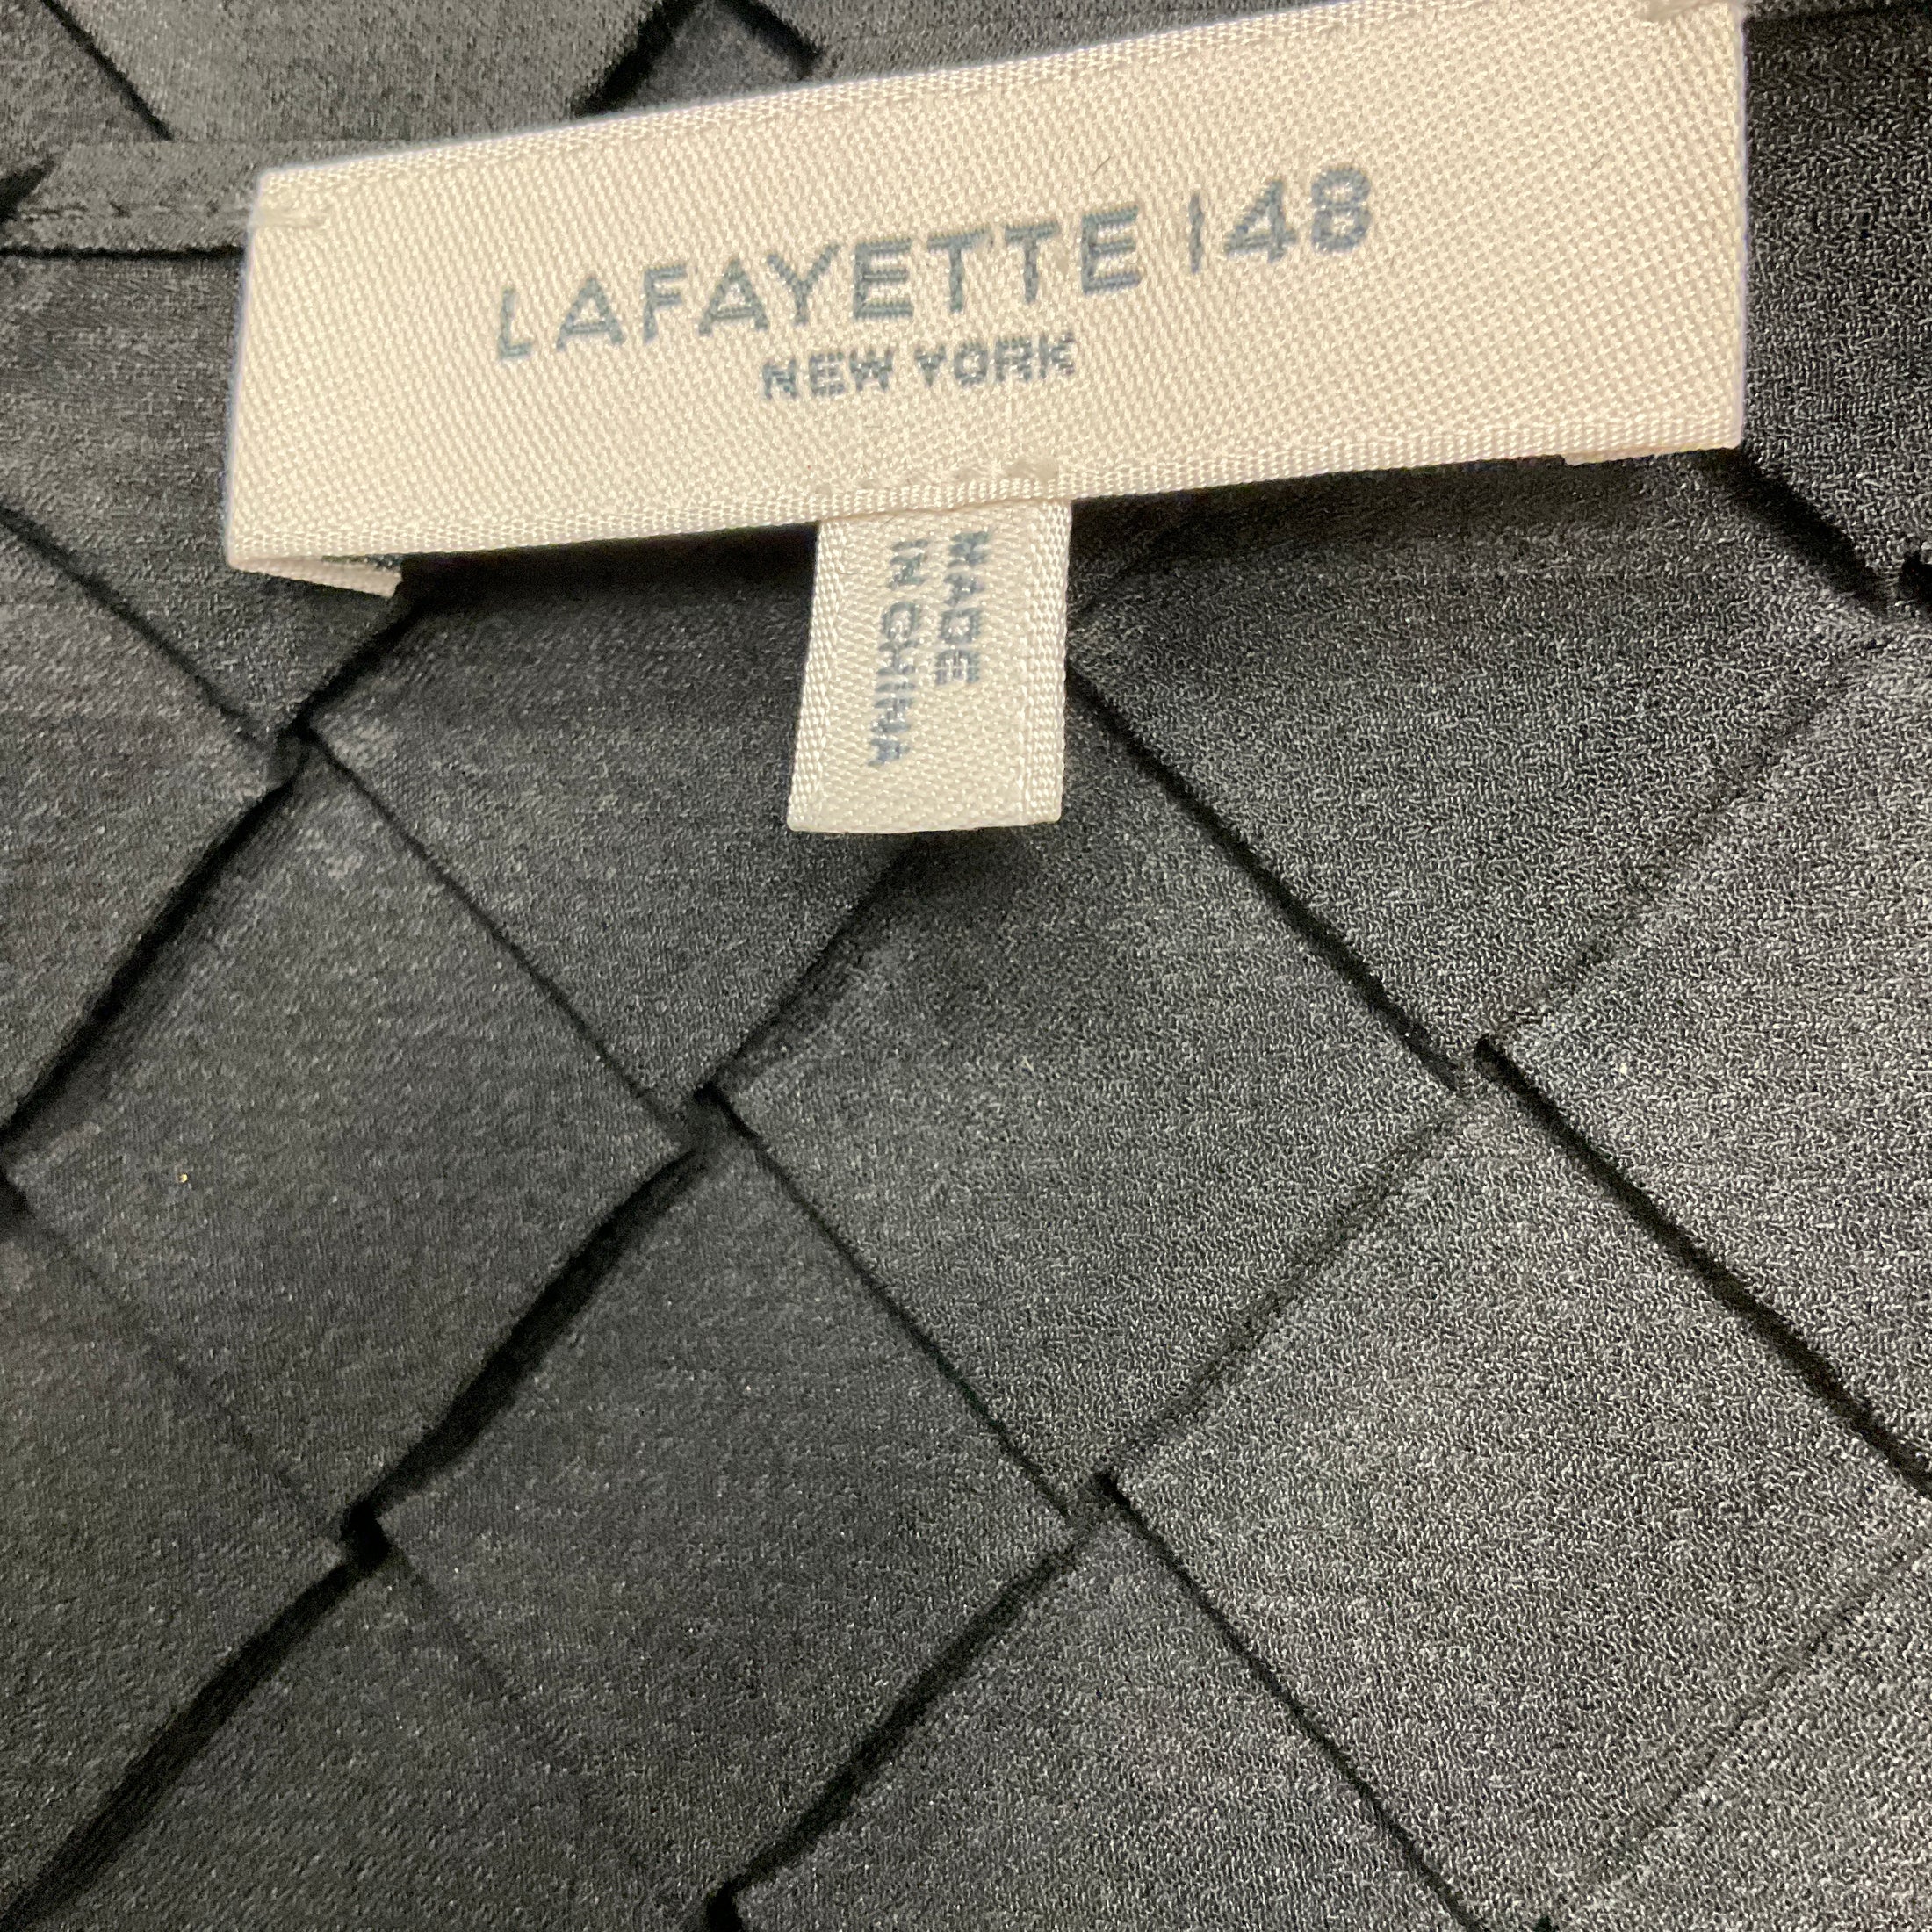 LAFAYETTE 148
NEW YORK
MADE
IN CHINA